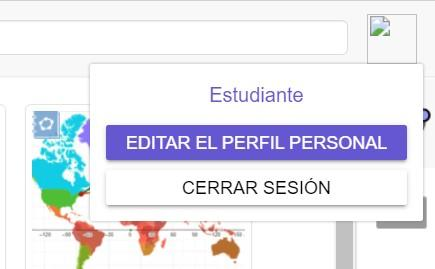 Estudiante
EDITAR EL PERFIL PERSONAL
CERRAR SESIÓN